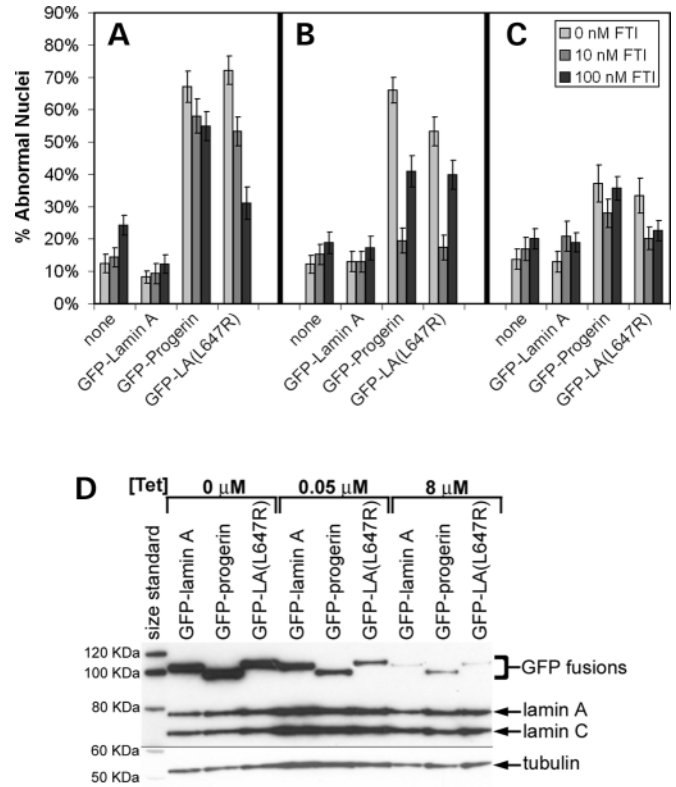 90%
80%
70%
60%
50%
40%
30%
20%
10%
0%
% Abnormal Nuclei
A
B
C
0 nM FTI
10 nM FTI
100 nM FTI
none
GFP-Lamin A
GFP-Progerin
GFP-LA(L647R)
none
GFP-Lamin A
GFP-Progerin
GFP-LA(L647R)
none
GFP-Lamin A
GFP-Progerin
GFP-LA(L647R)
D
[Tet] 0 μM 0.05 μM 8 μM
size standard
GFP-lamin A
GFP-progerin
GFP-LA(L647R)
GFP-lamin A
GFP-progerin
GFP-LA(L647R)
GFP-lamin A
GFP-progerin
GFP-LA(L647R)
120 KDa
100 KDa
80 KDa
60 KDa
50 KDa
GFP fusions
lamin A
lamin C
tubulin